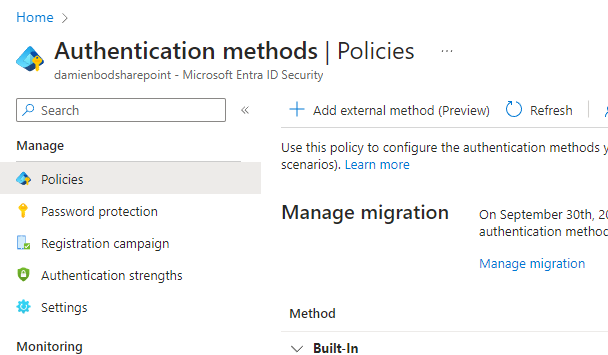 Home
Authentication methods | Policies ...
damienbodsharepoint - Microsoft Entra ID Security
Search
Manage
Policies
Password protection
Registration campaign
Authentication strengths
Settings
Monitoring
+ Add external method (Preview) Refresh
Use this policy to configure the authentication methods
scenarios). Learn more
Manage migration
On September 30th,
authentication
Manage migration
Method
Built-In